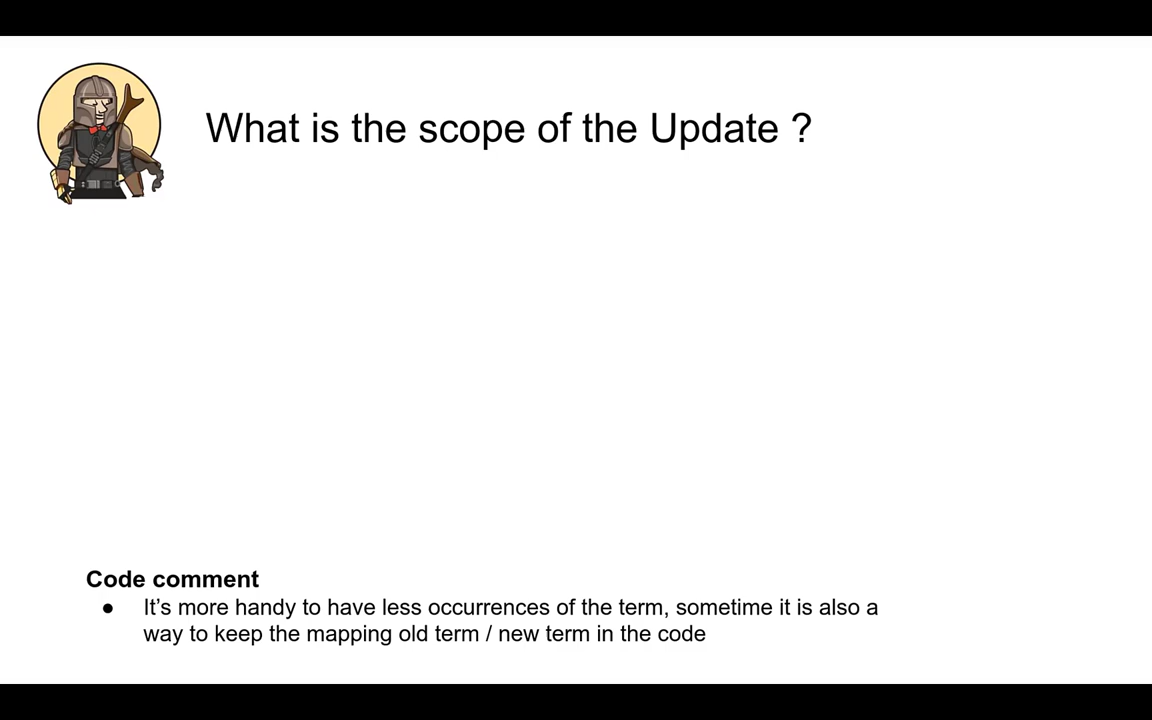 What is the scope of the Update ?
Code comment
● It’s more handy to have less occurrences of the term, sometime it is also a
way to keep the mapping old term / new term in the code